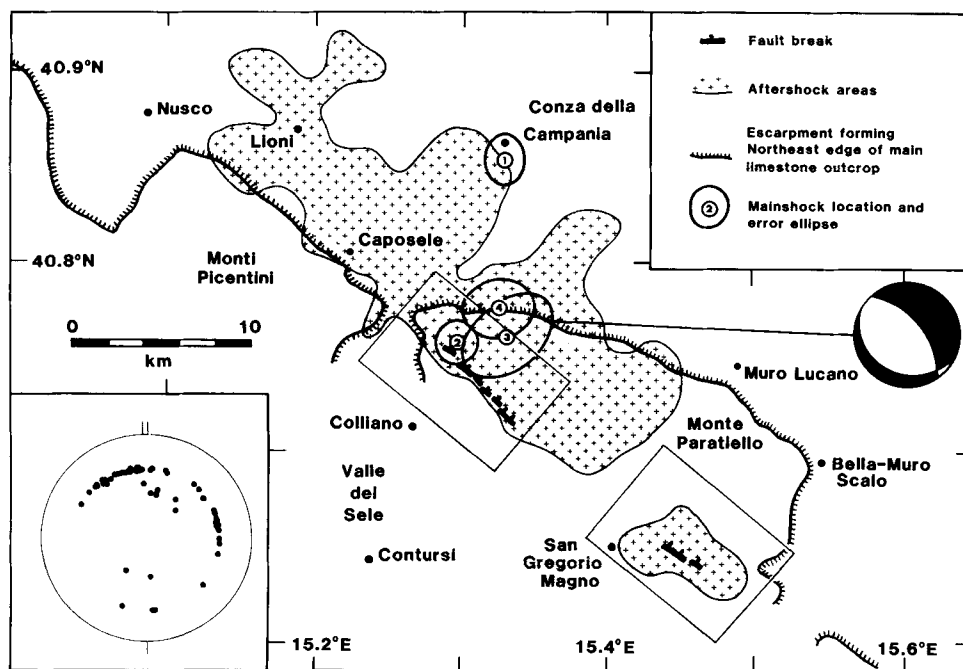 40.9°N
Nusco
Lioni
Conza della
Campania
1
Fault break
Aftershock areas
Escarpment forming
Northeast edge of main
limestone outcrop
2
Mainshock location and
error ellipse
40.8°N
Monti
Picentini
Caposele
0
10
km
4
2
3
Muro Lucano
Colliano
Monte
Paratiello
Bella-Muro
Scalo
Valle
del
Sele
Contursi
San
Gregorio
Magno
15.2°E
15.4°E
15.6°E